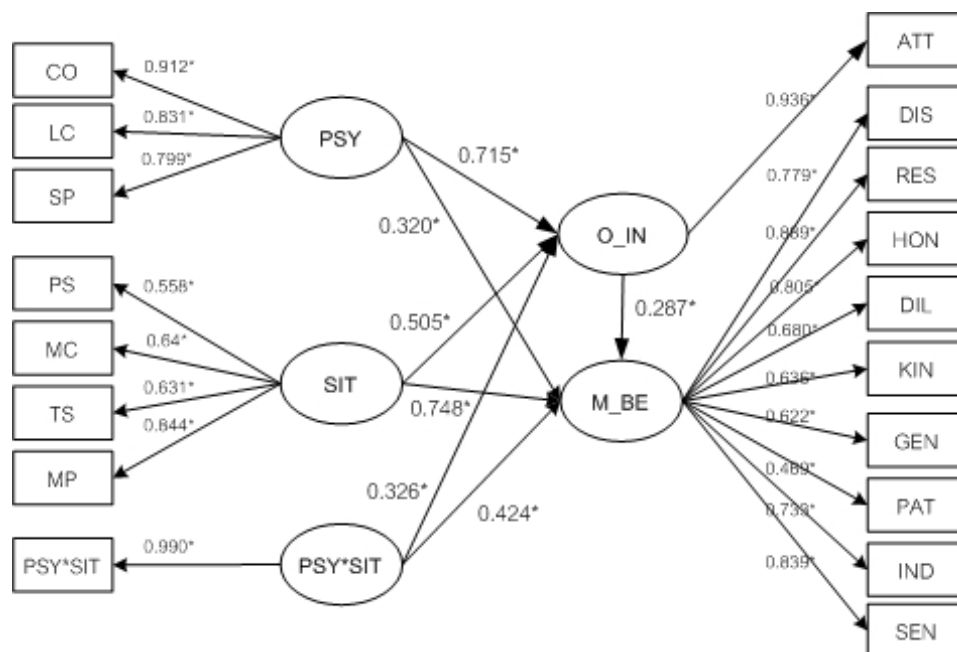 CO
LC
SP
PS
MC
TS
MP
PSY*SIT
0.912*
0.831*
0.799*
0.558*
0.64*
0.631*
0.844*
0.990*
PSY
SIT
PSY*SIT
0.715*
0.320*
0.505*
0.748*
0.326*
0.424*
O_IN
0.287*
M_BE
0.936*
0.779*
0.805*
0.680*
0.636*
0.622*
0.739*
0.839*
ATT
DIS
RES
HON
DIL
KIN
GEN
PAT
IND
SEN